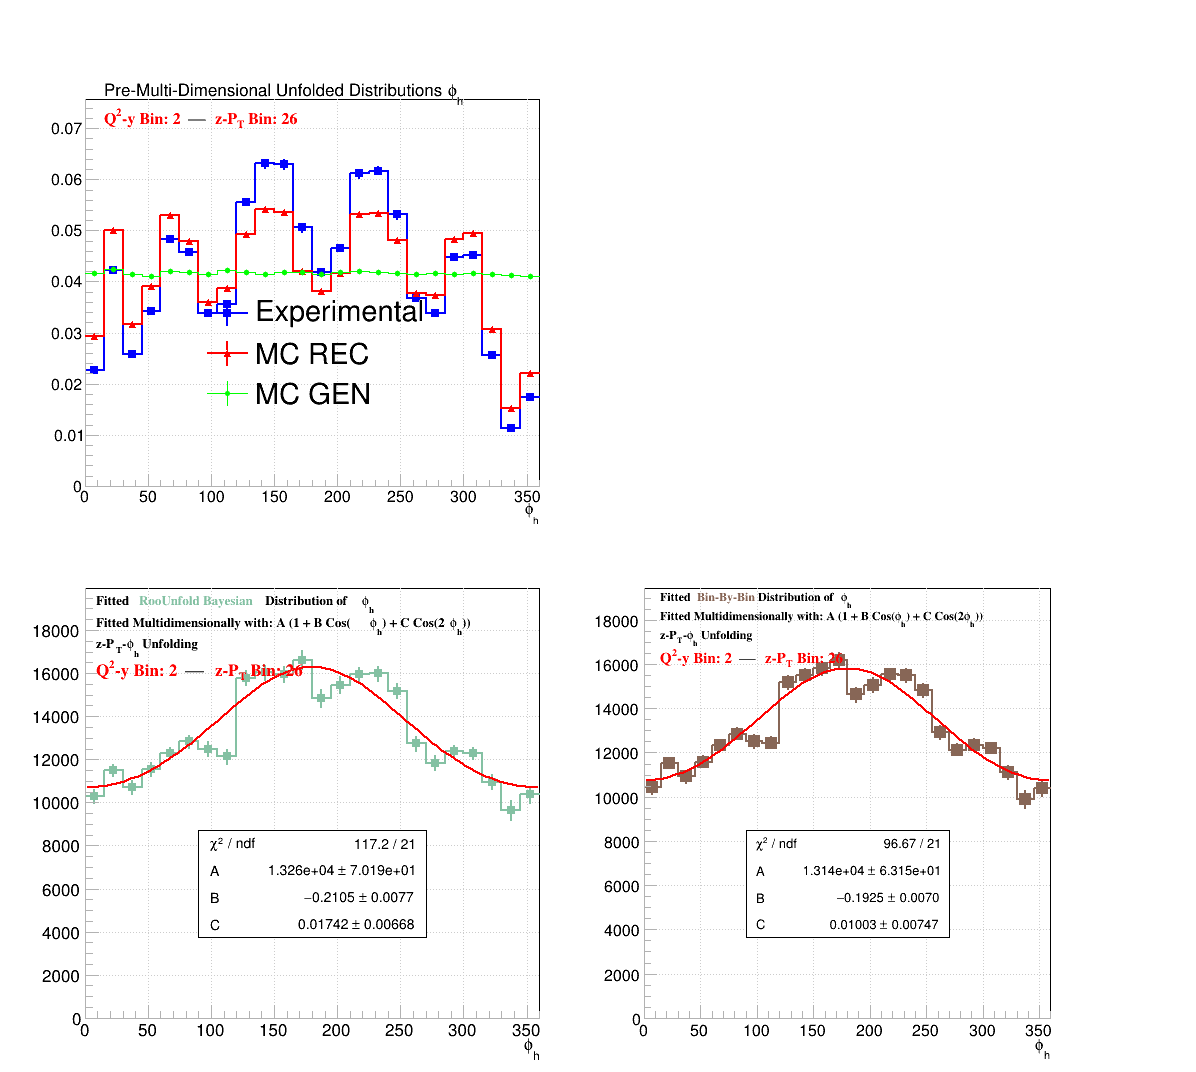 Pre-Multi-Dimensional Unfolded Distributions ϕh
Q2-y Bin: 2 — z-PT Bin: 26
0.07
0.06
0.05
0.04
0.03
0.02
0.01
0
Experimental
MC REC
MC GEN
0 50 100 150 200 250 300 350
ϕh
Fitted RooUnfold Bayesian Distribution of ϕh
Fitted Multidimensionally with: A (1 + B Cos( ϕh) + C Cos(2 ϕh))
z-PT-ϕh Unfolding
Q2-y Bin: 2 — z-PT Bin: 26
18000
16000
14000
12000
10000
8000
6000
4000
2000
0
χ2 / ndf 117.2 / 21
A 1.326e+04 ± 7.019e+01
B −0.2105 ± 0.0077
C 0.01742 ± 0.00668
0 50 100 150 200 250 300 350
ϕh
Fitted Bin-By-Bin Distribution of ϕh
Fitted Multidimensionally with: A (1 + B Cos(ϕh) + C Cos(2ϕh))
z-PT-ϕh Unfolding
Q2-y Bin: 2 — z-PT Bin: 26
18000
16000
14000
12000
10000
8000
6000
4000
2000
0
χ2 / ndf 96.67 / 21
A 1.314e+04 ± 6.315e+01
B −0.1925 ± 0.0070
C 0.01003 ± 0.00747
0 50 100 150 200 250 300 350
ϕh